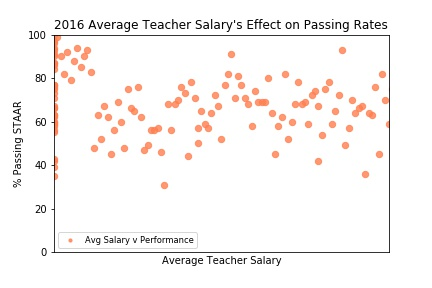 2016 Average Teacher Salary's Effect on Passing Rates
100
80
60
40
20
0
% Passing STAAR
Avg Salary v Performance
Average Teacher Salary